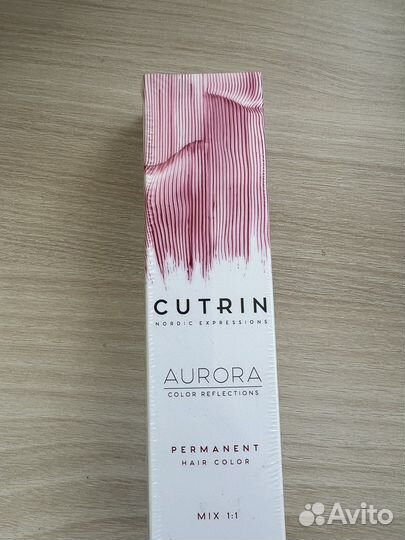 CUTRIN
NORDIC EXPRESSIONS
AURORA
COLOR REFLECTIONS
PERMANENT
HAIR COLOR
MIX 1:1
Avito